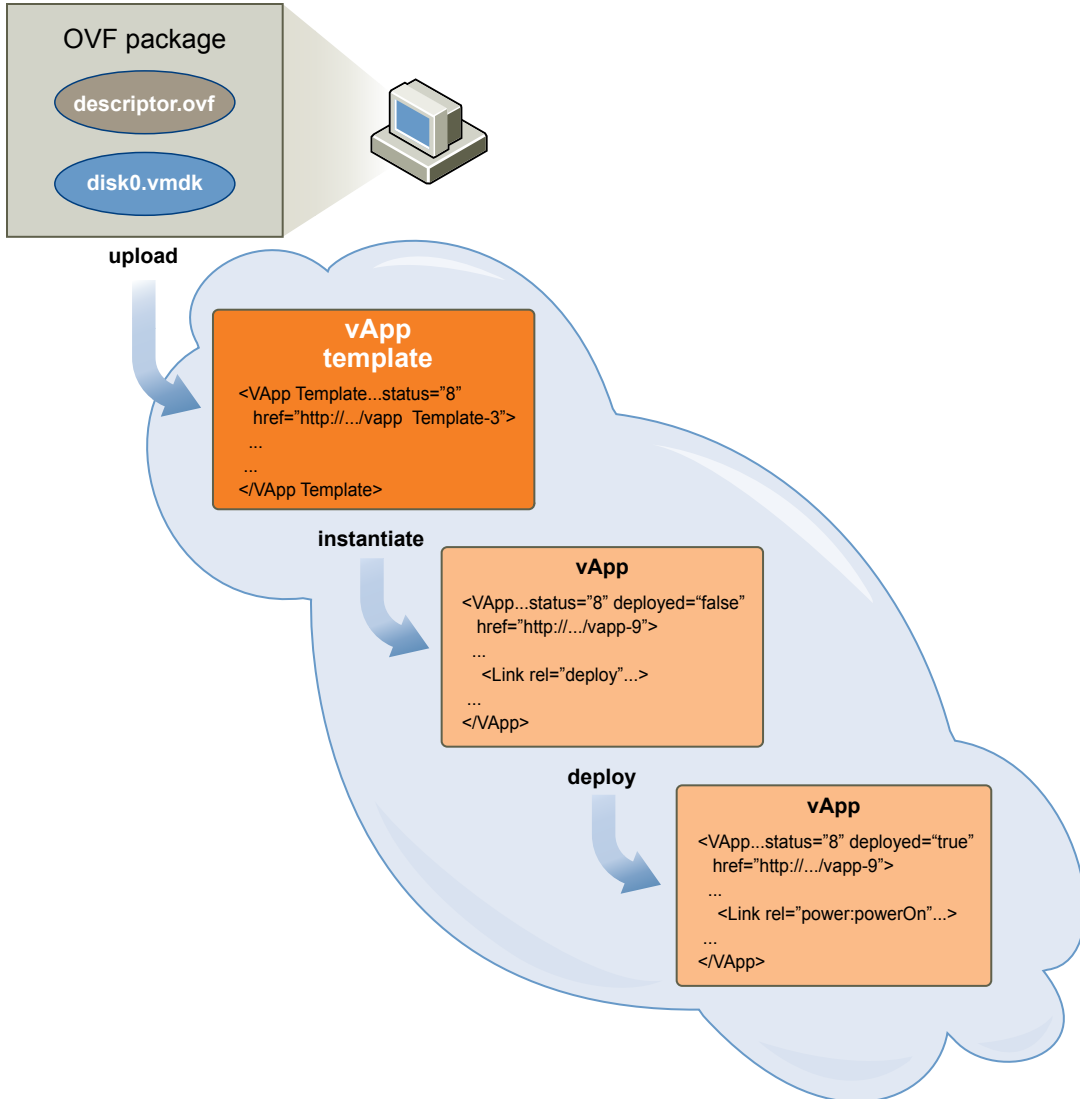 OVF package
descriptor.ovf
disk0.vmdk
upload
vApp
template
<VApp Template...status=”8”
href=”http://.../vapp  Template-3”>
...
...
</VApp Template>
instantiate
vApp
<VApp...status=”8” deployed=“false”
href=”http://.../vapp-9”>
...
<Link rel=”deploy”...>
...
</VApp>
deploy
vApp
<VApp...status=”8” deployed=“true”
href=”http://.../vapp-9”>
...
<Link rel=”power:powerOn”...>
...
</VApp>